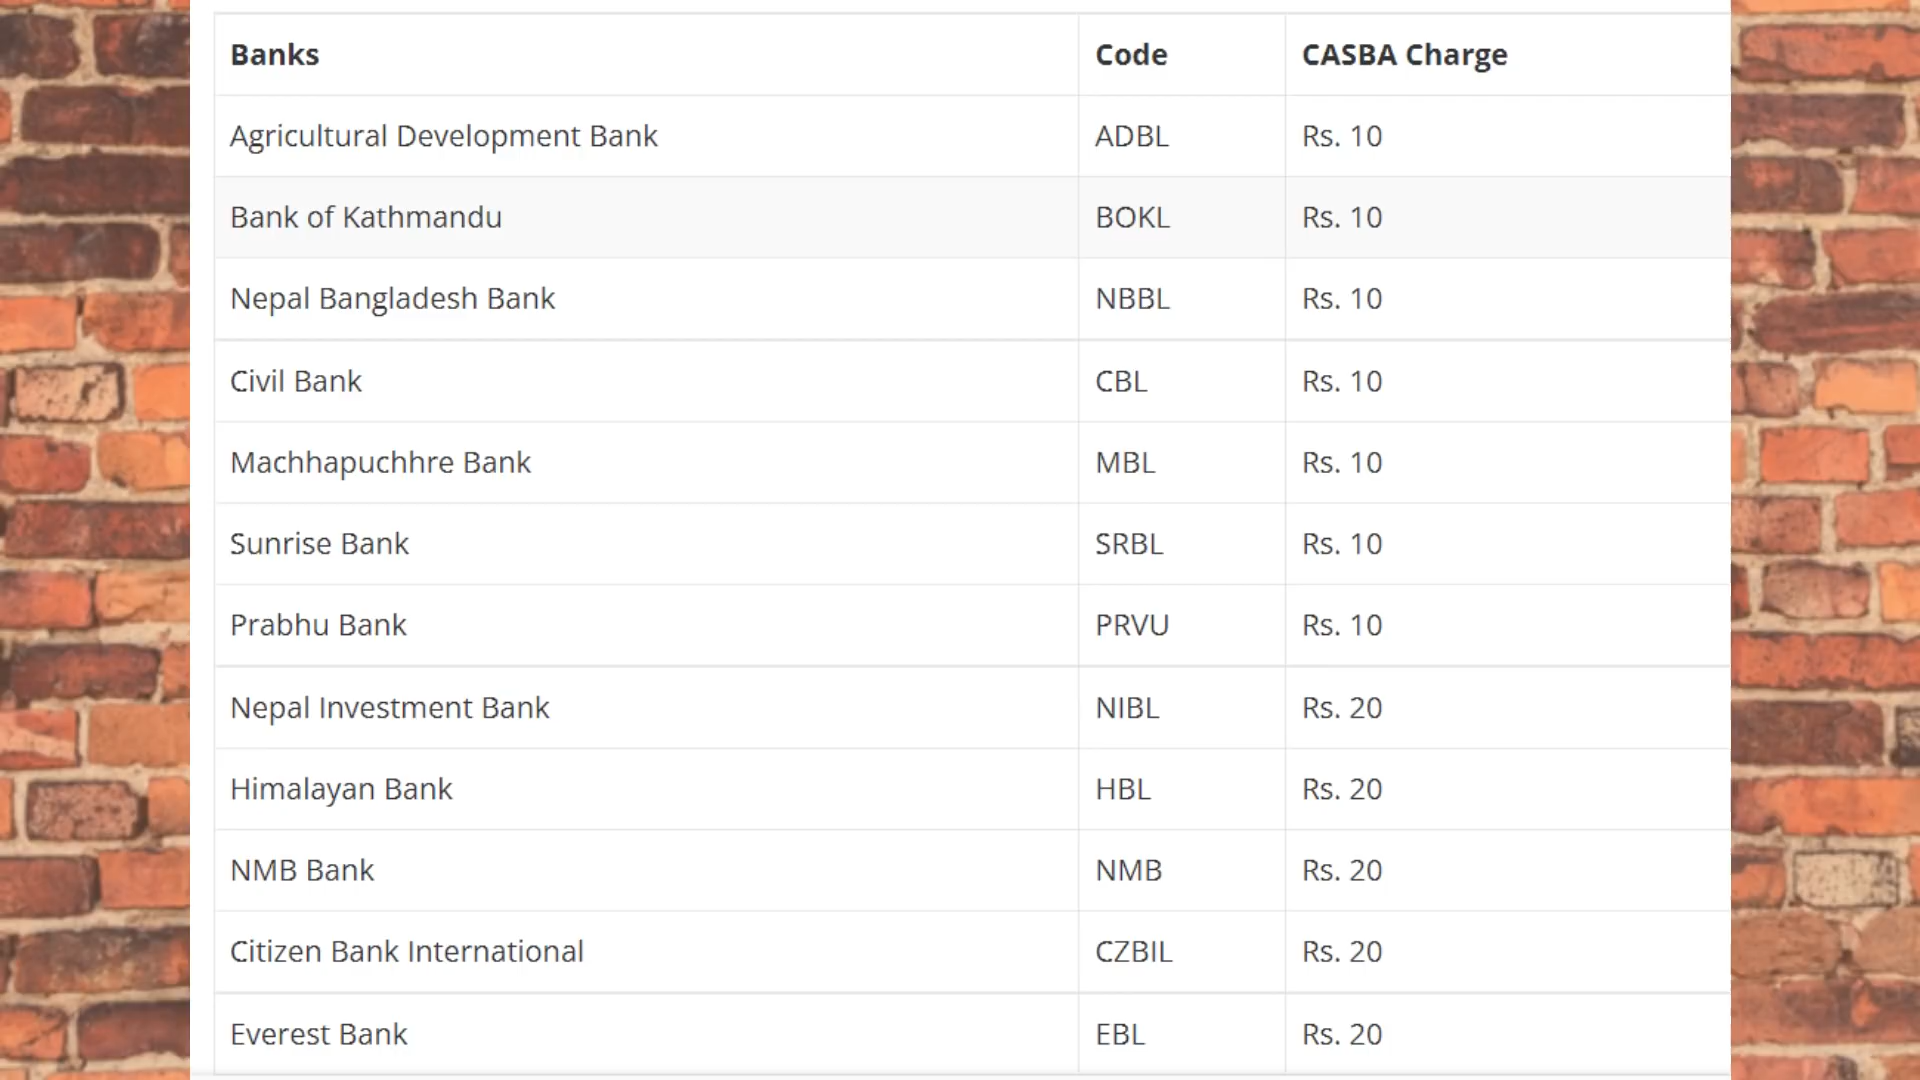 Banks Code CASBA Charge
Agricultural Development Bank ADBL Rs. 10
Bank of Kathmandu BOKL Rs. 10
Nepal Bangladesh Bank NBBL Rs. 10
Civil Bank CBL Rs. 10
Machhapuchhre Bank MBL Rs. 10
Sunrise Bank SRBL Rs. 10
Prabhu Bank PRVU Rs. 10
Nepal Investment Bank NIBL Rs. 20
Himalayan Bank HBL Rs. 20
NMB Bank NMB Rs. 20
Citizen Bank International CZBIL Rs. 20
Everest Bank EBL Rs. 20